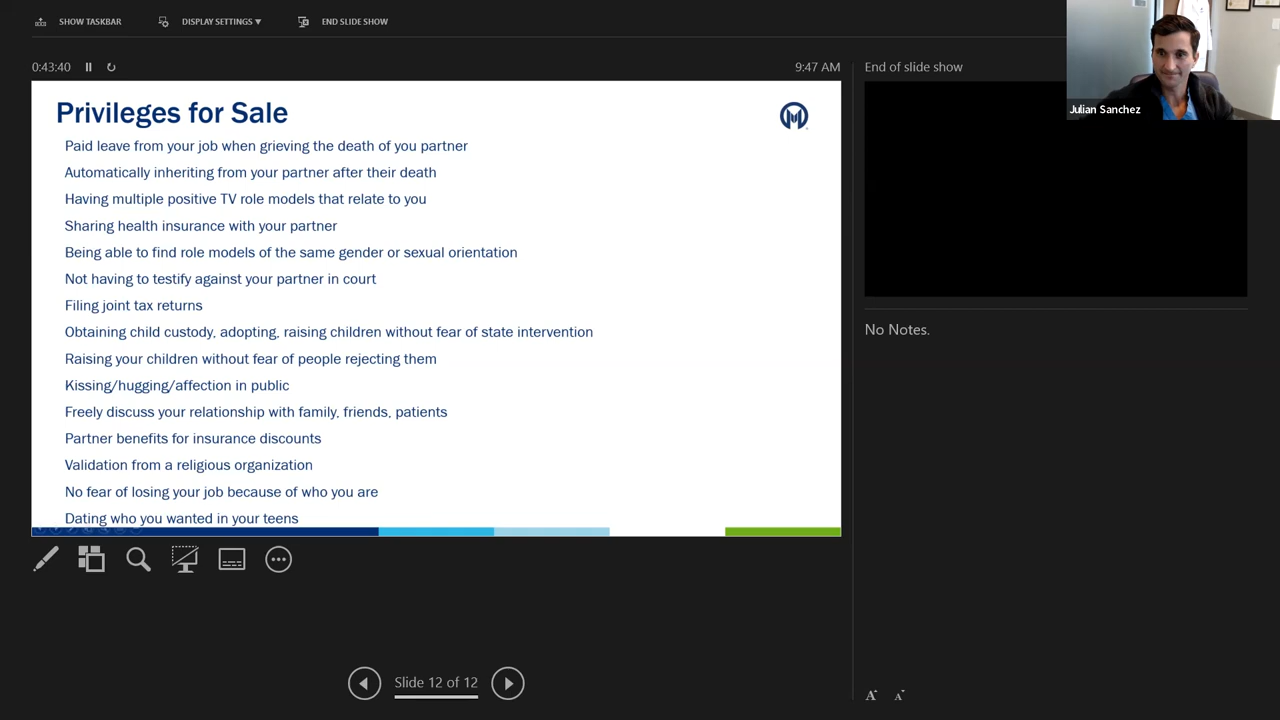 SHOW TASKBAR
DISPLAY SETTINGS ▼
END SLIDE SHOW
0:43:40
9:47 AM
End of slide show
Julian Sanchez
Privileges for Sale
Paid leave from your job when grieving the death of you partner
Automatically inheriting from your partner after their death
Having multiple positive TV role models that relate to you
Sharing health insurance with your partner
Being able to find role models of the same gender or sexual orientation
Not having to testify against your partner in court
Filing joint tax returns
Obtaining child custody, adopting, raising children without fear of state intervention
Raising your children without fear of people rejecting them
Kissing/hugging/affection in public
Freely discuss your relationship with family, friends, patients
Partner benefits for insurance discounts
Validation from a religious organization
No fear of losing your job because of who you are
Dating who you wanted in your teens
No Notes.
Slide 12 of 12
A A